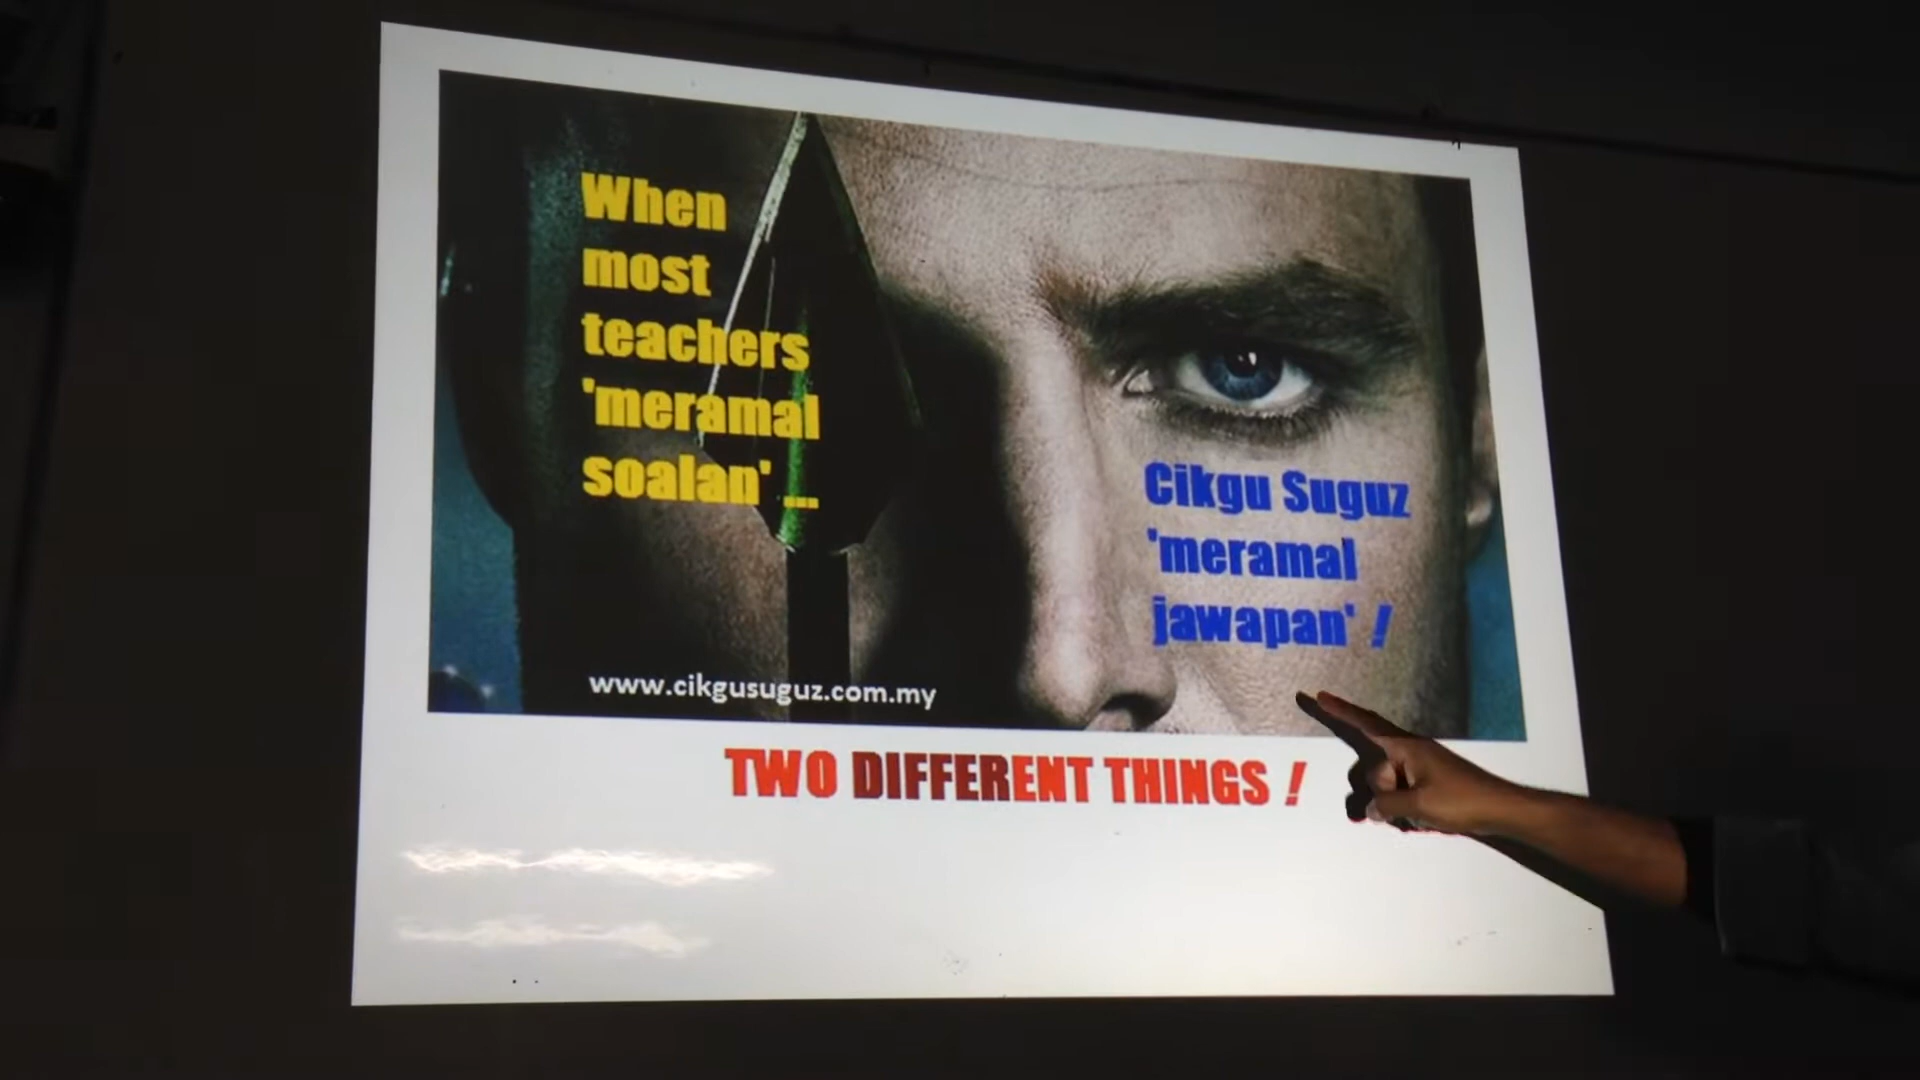 When
most
teachers
'meramal
soalan' ...
Cikgu Suguz
'meramal
jawapan' !
www.cikgusuguz.com.my
TWO DIFFERENT THINGS !